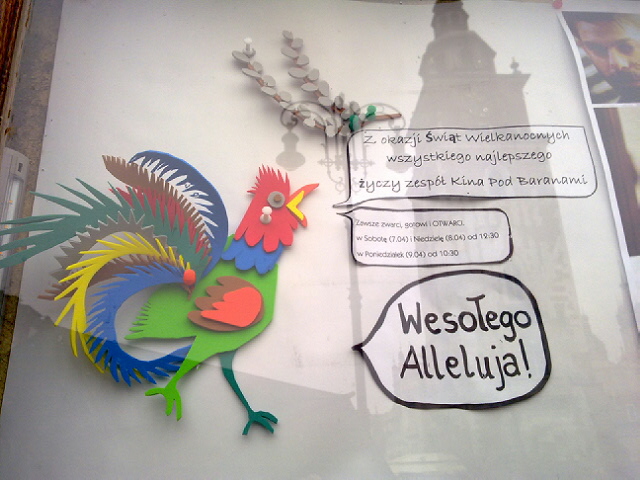 Z okazji Świąt Wielkanocnych
wszystkiego najlepszego
życzy zespół Kina Pod Baranami
Zawsze zwarci, gotowi i OTWARCI.
w Sobotę (7.04) i Niedzielę (8.04) od 12:30
w Poniedziałek (9.04) od 10:30
Wesołego
Alleluja!